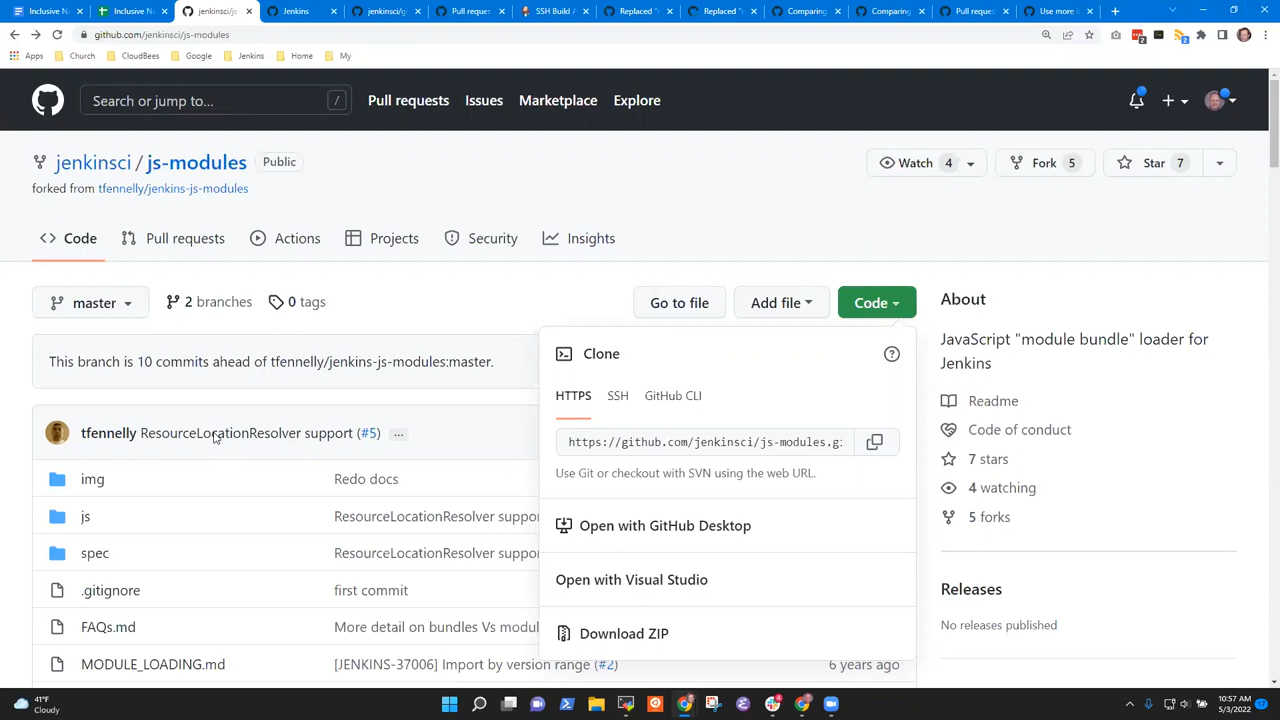 Inclusive Na
Inclusive Na
jenkinsci/js
Jenkins
jenkinsci/g
Pull reques
SSH Build A
Replaced "
Replaced "
Comparing
Comparing
Pull reques
Use more
github.com/jenkinsci/js-modules
Apps
Church
CloudBees
Google
Jenkins
Home
My
Search or jump to...
/
Pull requests
Issues
Marketplace
Explore
jenkinsci / js-modules
Public
Watch 4
Fork 5
Star 7
forked from tfennelly/jenkins-js-modules
Code
Pull requests
Actions
Projects
Security
Insights
master
2 branches
0 tags
Go to file
Add file
Code
This branch is 10 commits ahead of tfennelly/jenkins-js-modules:master.
tfennelly ResourceLocationResolver support (#5) ...
img
Redo docs
js
ResourceLocationResolver suppo
spec
ResourceLocationResolver suppo
.gitignore
first commit
FAQs.md
More detail on bundles Vs modul
MODULE_LOADING.md
[JENKINS-37006] Import by version range (#2)
6 years ago
Clone
HTTPS
SSH
GitHub CLI
https://github.com/jenkinsci/js-modules.g
Use Git or checkout with SVN using the web URL.
Open with GitHub Desktop
Open with Visual Studio
Download ZIP
About
JavaScript "module bundle" loader for
Jenkins
Readme
Code of conduct
7 stars
4 watching
5 forks
Releases
No releases published
41°F
Cloudy
10:57 AM
5/3/2022